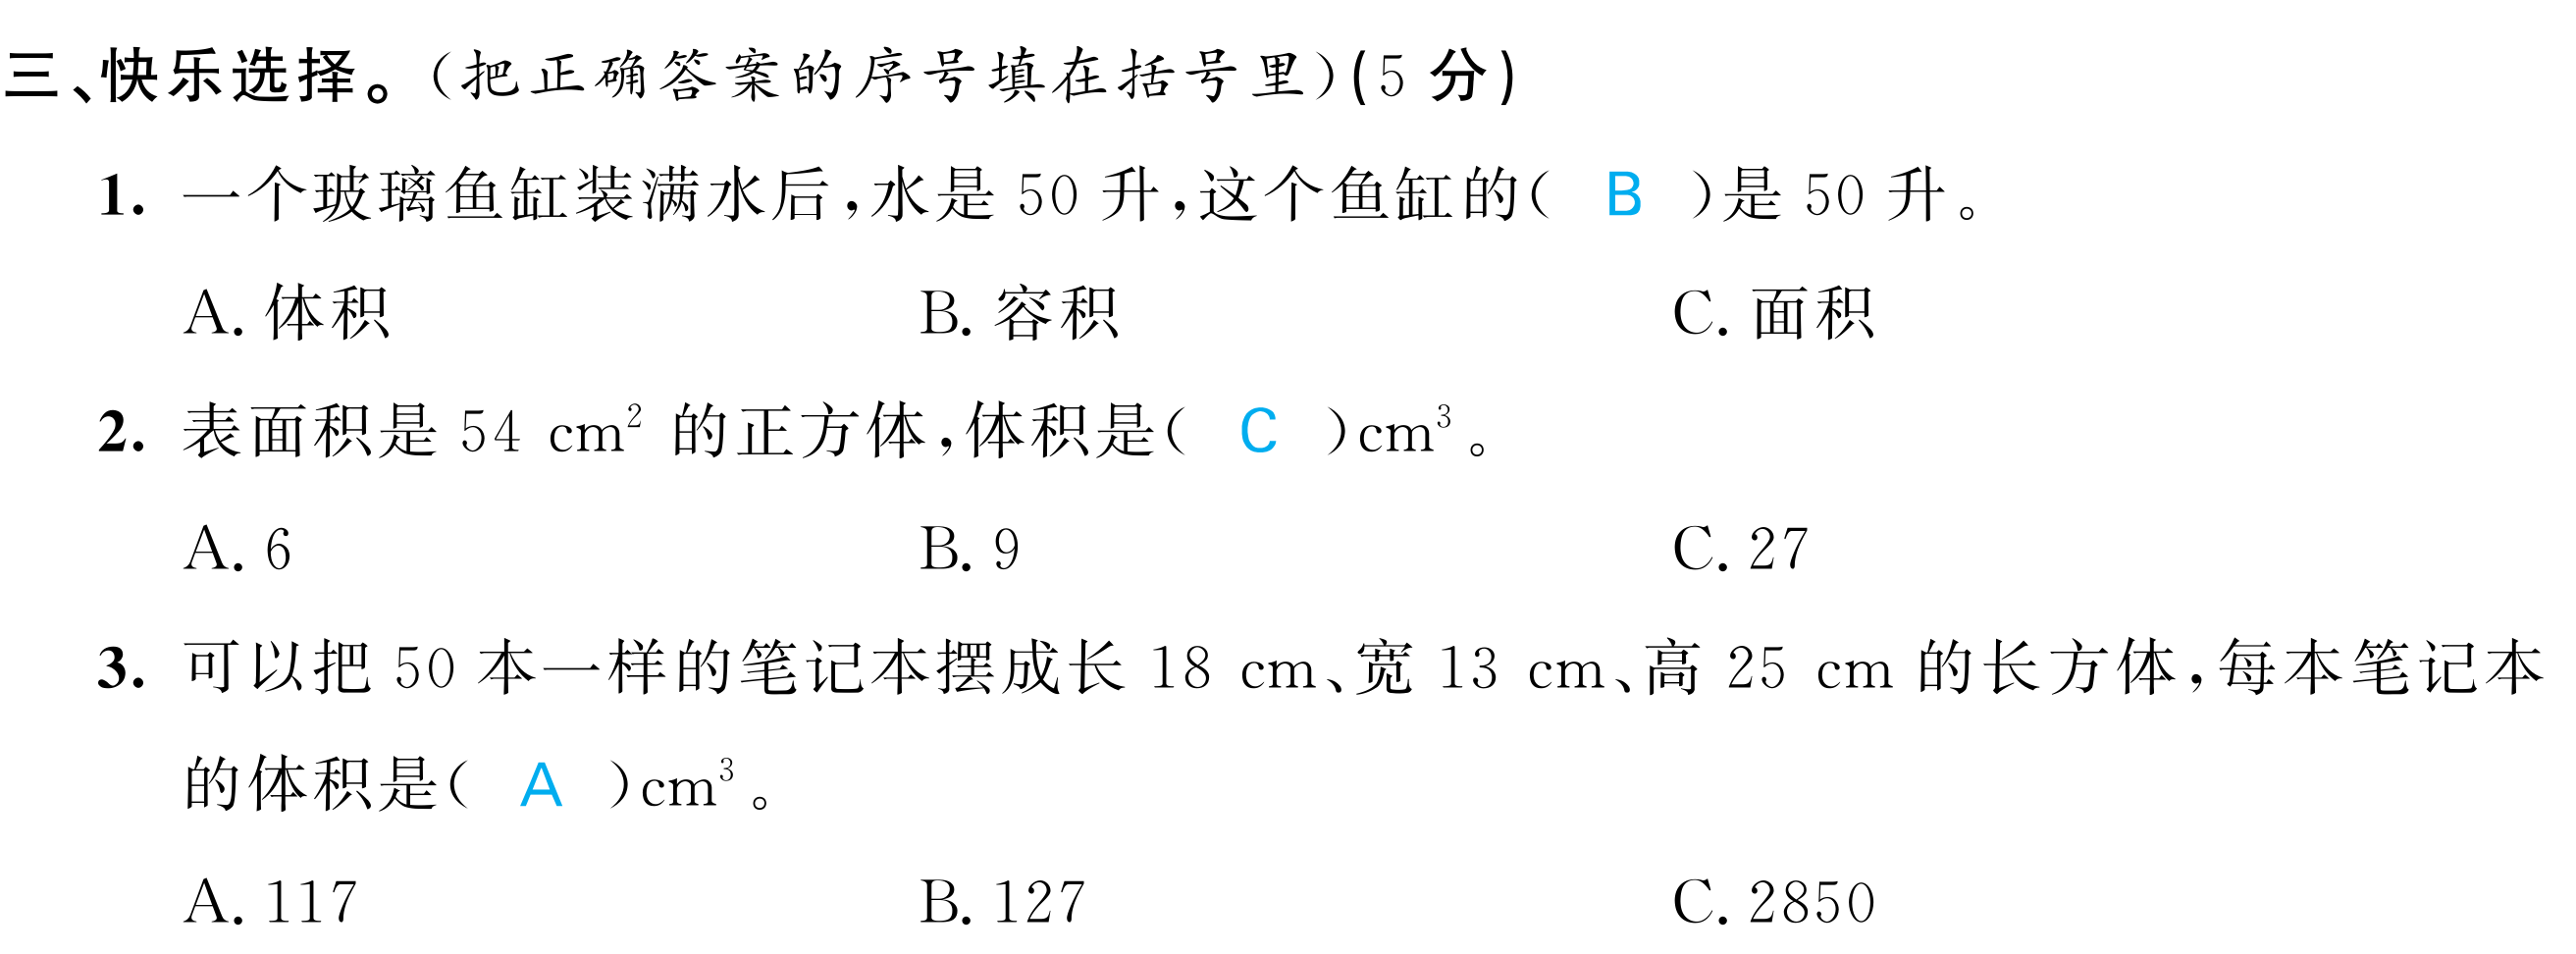 三、快乐选择。(把正确答案的序号填在括号里)(5 分)
1. 一个玻璃鱼缸装满水后,水是 50 升,这个鱼缸的( B )是 50 升。
A. 体积 B. 容积 C. 面积
2. 表面积是 54 cm² 的正方体,体积是( C )cm³。
A. 6 B. 9 C. 27
3. 可以把 50 本一样的笔记本摆成长 18 cm、宽 13 cm、高 25 cm 的长方体,每本笔记本
的体积是( A )cm³。
A. 117 B. 127 C. 2850